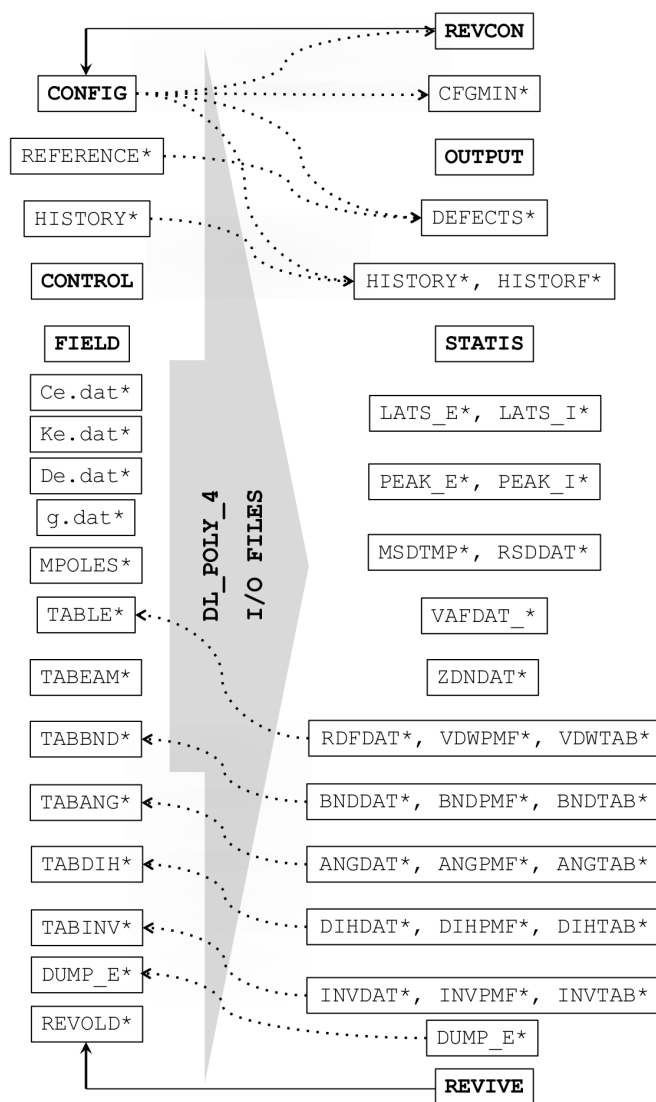 REVCON
CONFIG
CFGMIN*
REFERENCE*
OUTPUT
HISTORY*
DEFECTS*
CONTROL
HISTORY*, HISTORF*
FIELD
STATIS
Ce.dat*
LATS_E*, LATS_I*
Ke.dat*
De.dat*
PEAK_E*, PEAK_I*
g.dat*
DL_POLY_4
I/O FILES
MPOLES*
MSDTMP*, RSDDAT*
TABLE*
VAFDAT_*
TABEAM*
ZDNDAT*
TABBND*
RDFDAT*, VDWPMF*, VDWTAB*
TABANG*
BNDDAT*, BNDPMF*, BNDTAB*
TABDIH*
ANGDAT*, ANGPMF*, ANGTAB*
TABINV*
DIHDAT*, DIHPMF*, DIHTAB*
DUMP_E*
INVDAT*, INVPMF*, INVTAB*
REVOLD*
DUMP_E*
REVIVE